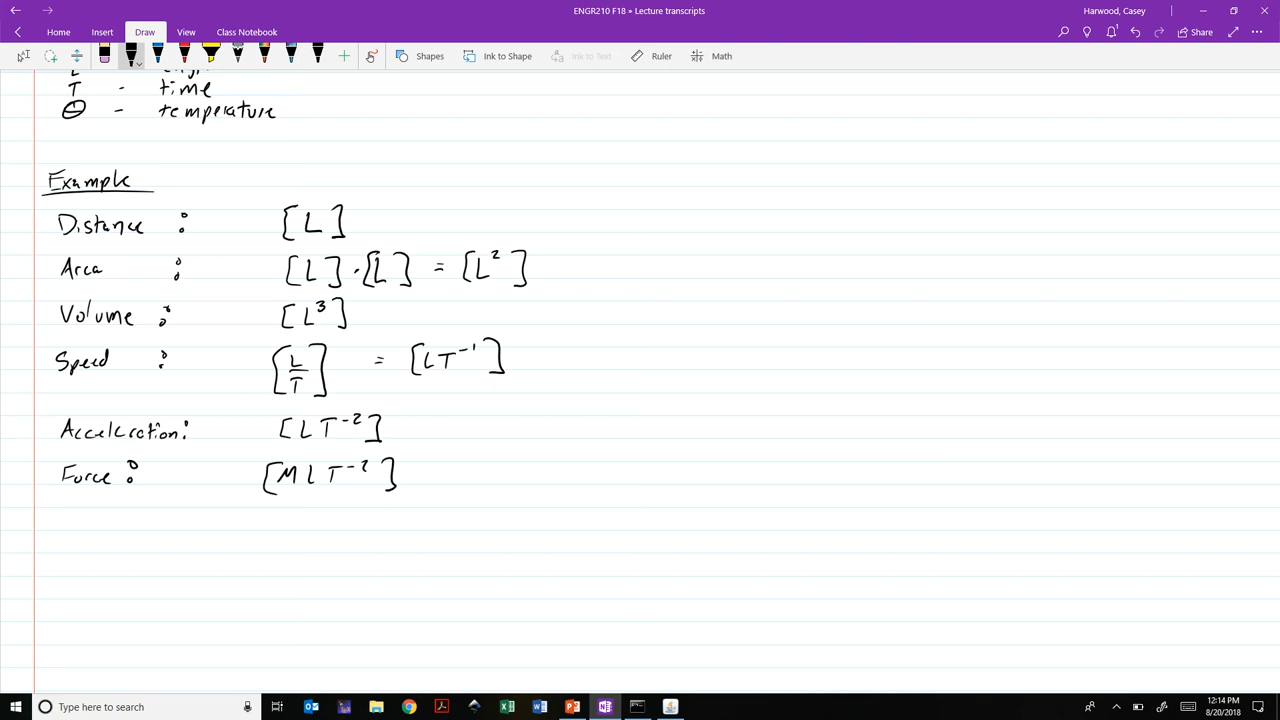 ENGR210 F18 » Lecture transcripts
Harwood, Casey
Home Insert Draw View Class Notebook
Share
Shapes Ink to Shape Ink to Text Ruler Math
L -
T - time
Θ - temperature
Example
Distance : [L]
Area : [L]·[L] = [L²]
Volume : [L³]
Speed : [L/T] = [LT⁻¹]
Acceleration: [LT⁻²]
Force: [MLT⁻²]
Type here to search
12:14 PM
8/20/2018